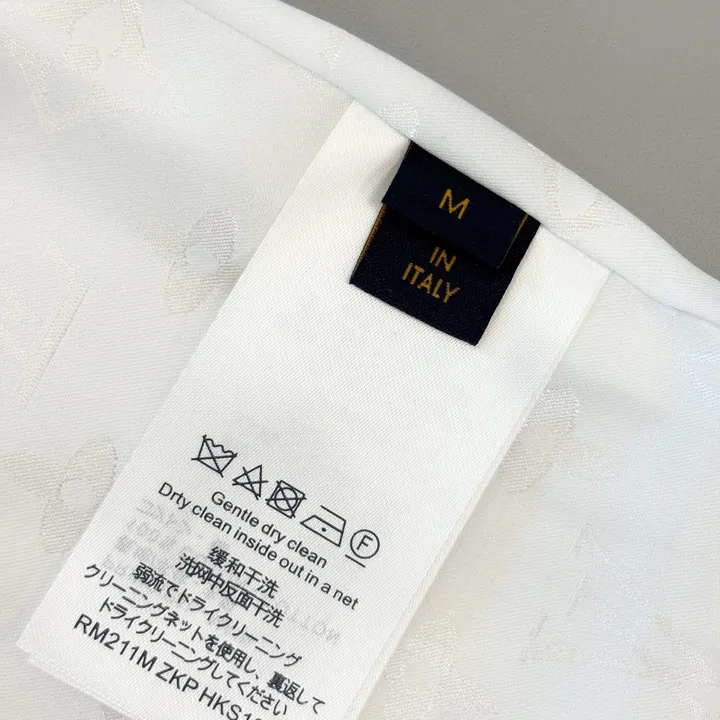 M
IN
ITALY
F
Gentle dry clean
Drty clean inside out in a net
缓和干洗
洗网中反面干洗
弱流でドライクリーニング
クリーニングネットを使用し、裏返して
ドライクリーニングしてください
RM211M ZKP HKS1